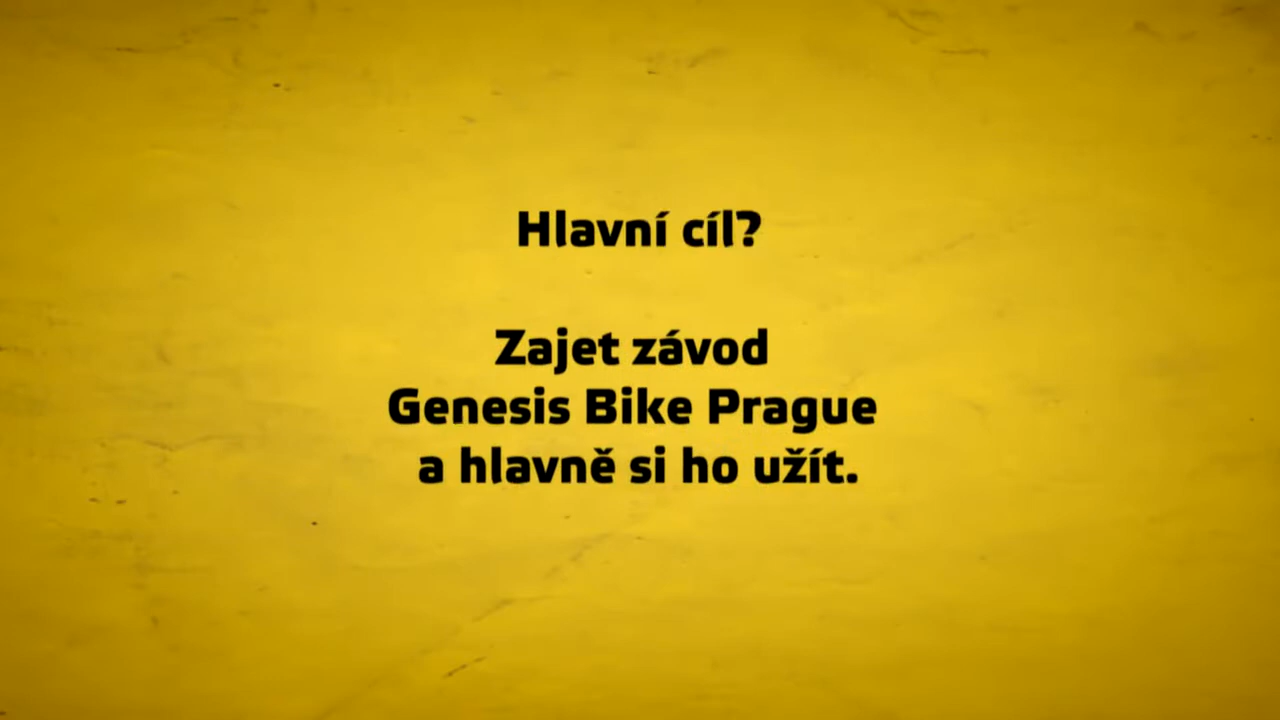 Hlavní cíl?
Zajet závod
Genesis Bike Prague
a hlavně si ho užít.